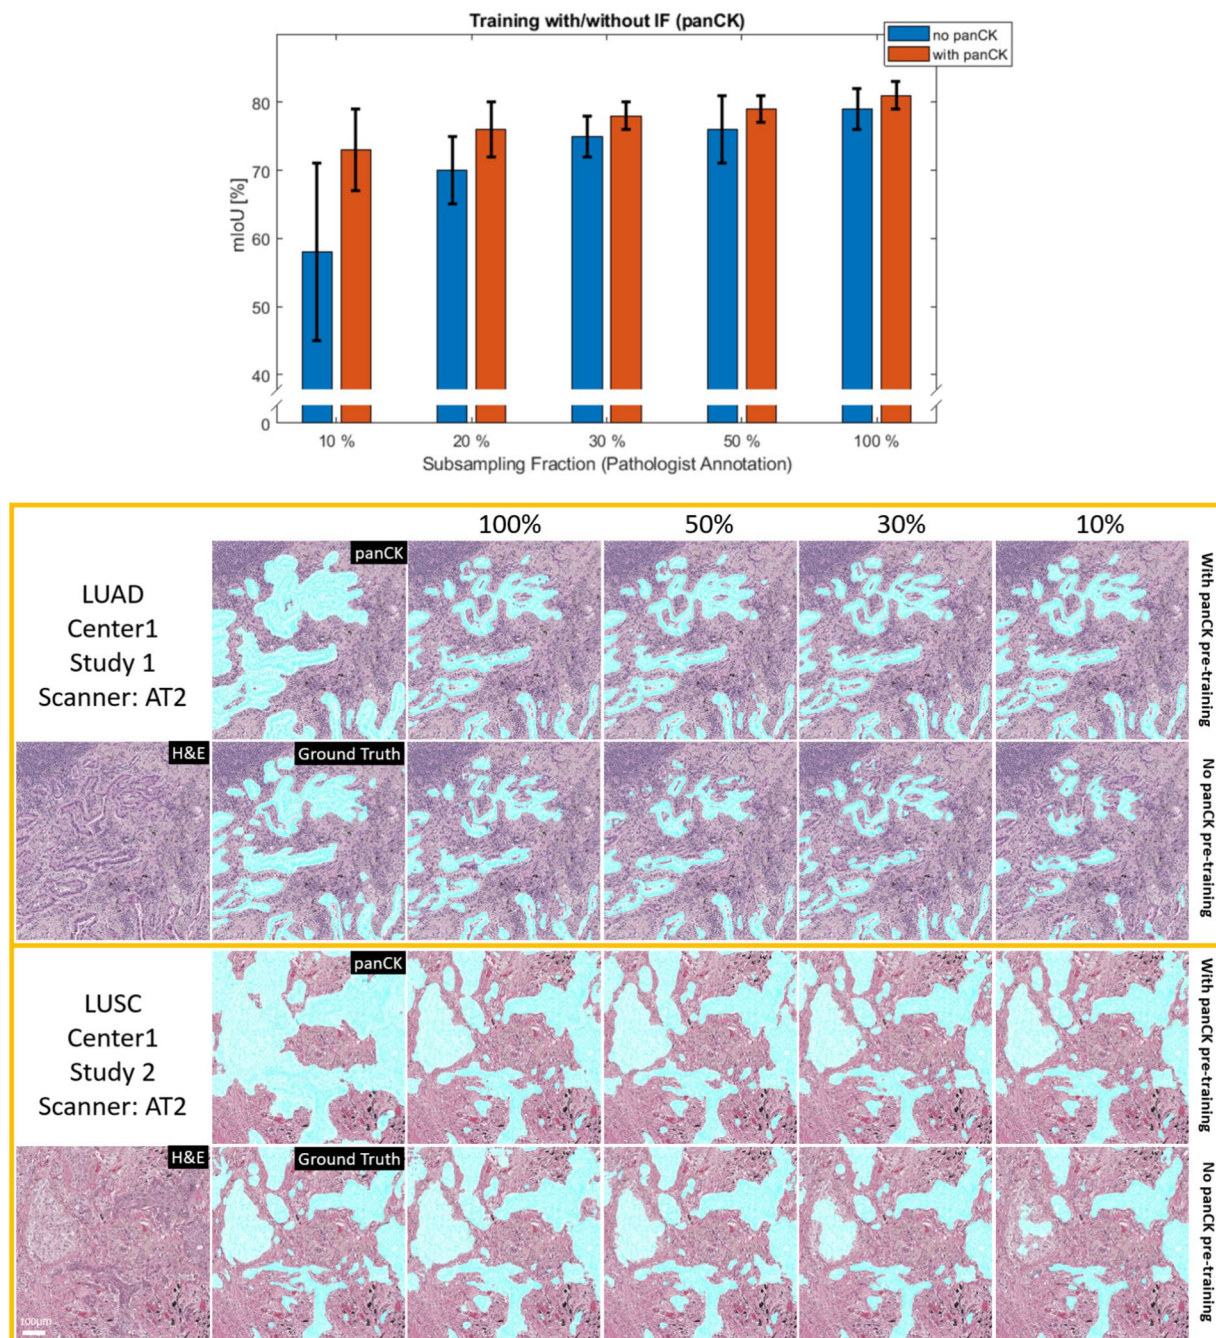 Training with/without IF (panCK)
no panCK
with panCK
mIoU [%]
80
70
60
50
40
0
10 %
20 %
30 %
50 %
100 %
Subsampling Fraction (Pathologist Annotation)
100%
50%
30%
10%
LUAD
Center1
Study 1
Scanner: AT2
panCK
With panCK pre-training
H&E
Ground Truth
No panCK pre-training
LUSC
Center1
Study 2
Scanner: AT2
panCK
With panCK pre-training
H&E
Ground Truth
No panCK pre-training
100µm